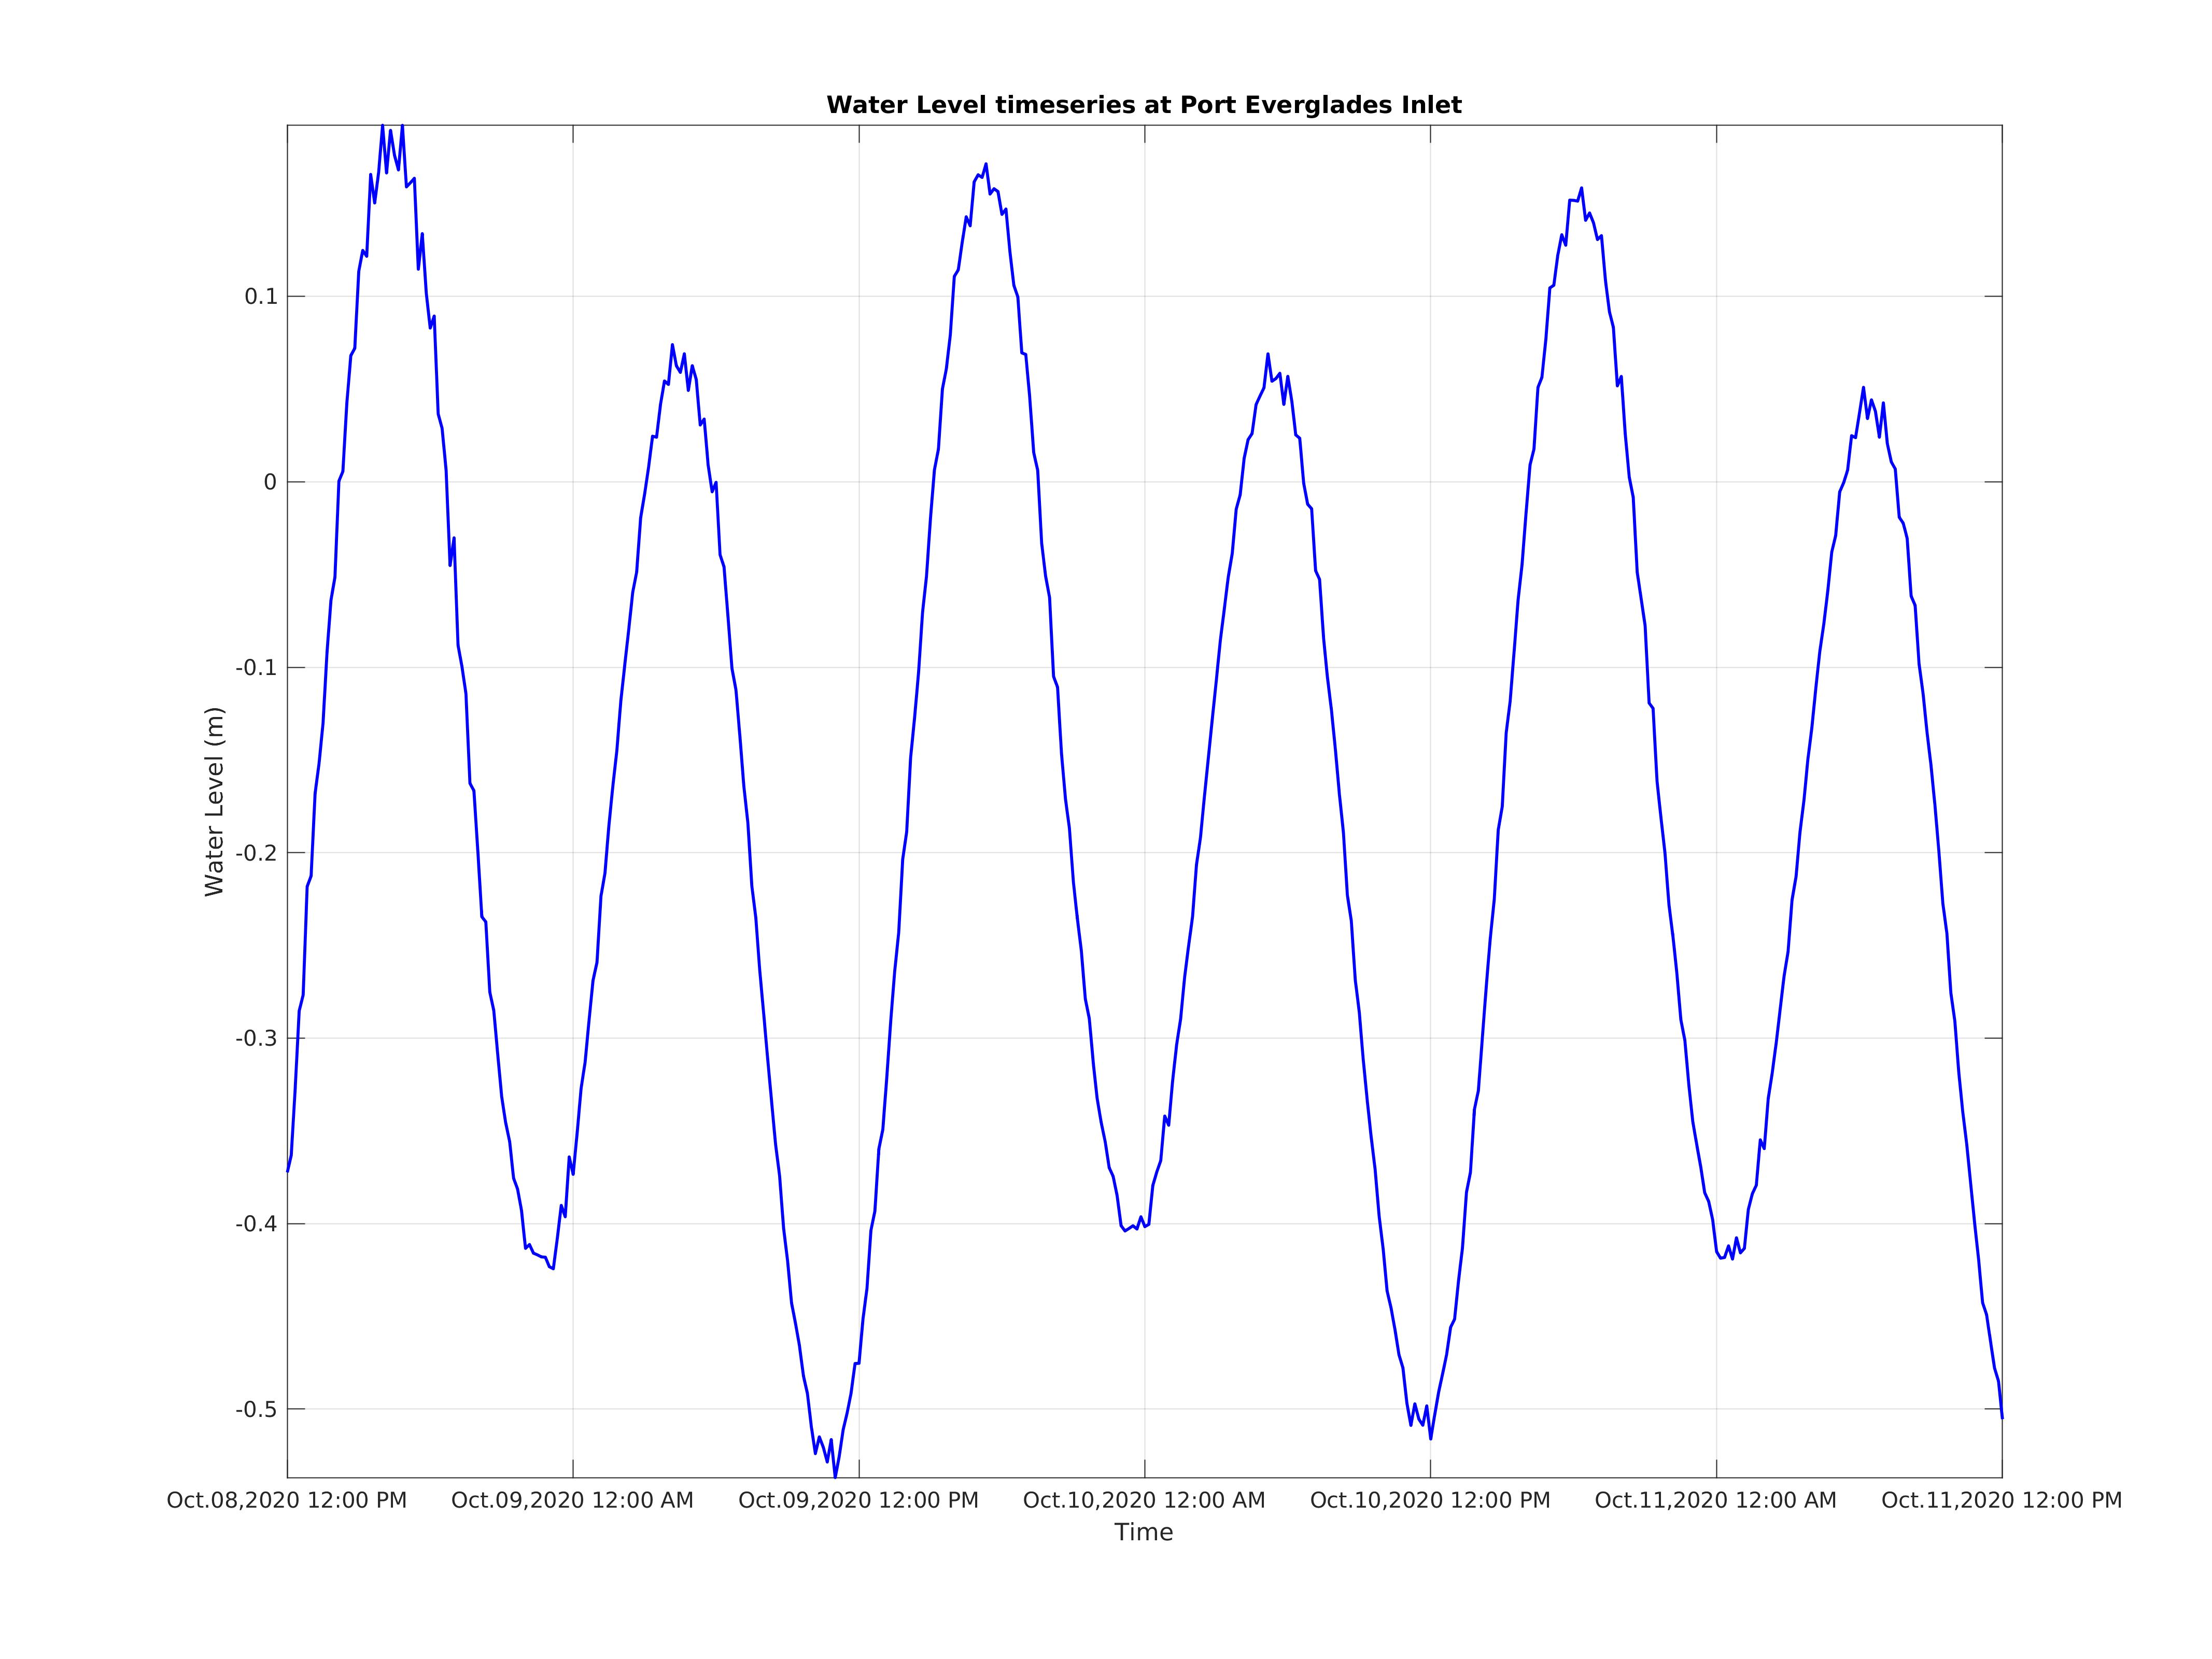 Water Level timeseries at Port Everglades Inlet
0.1
0
-0.1
-0.2
-0.3
-0.4
-0.5
Water Level (m)
Oct.08,2020 12:00 PM Oct.09,2020 12:00 AM Oct.09,2020 12:00 PM Oct.10,2020 12:00 AM Oct.10,2020 12:00 PM Oct.11,2020 12:00 AM Oct.11,2020 12:00 PM
Time